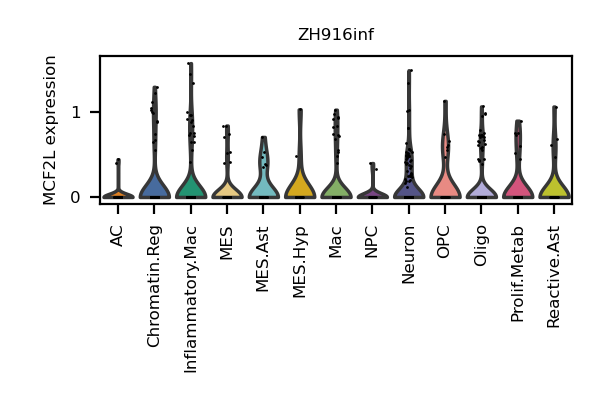 ZH916inf
MCF2L expression
1
0
AC
Chromatin.Reg
Inflammatory.Mac
MES
MES.Ast
MES.Hyp
Mac
NPC
Neuron
OPC
Oligo
Prolif.Metab
Reactive.Ast